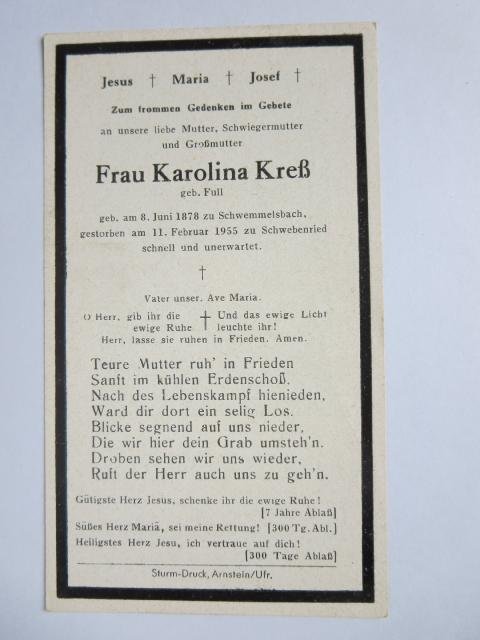 Jesus † Maria † Josef †
Zum frommen Gedenken im Gebete
an unsere liebe Mutter, Schwiegermutter
und Großmutter
Frau Karolina Kreß
geb. Full
geb. am 8. Juni 1878 zu Schwemmelsbach,
gestorben am 11. Februar 1955 zu Schwebenried
schnell und unerwartet.
†
Vater unser. Ave Maria.
O Herr, gib ihr die † Und das ewige Licht
ewige Ruhe leuchte ihr!
Herr, lasse sie ruhen in Frieden. Amen.
Teure Mutter ruh' in Frieden
Sanft im kühlen Erdenschoß.
Nach des Lebenskampf hienieden,
Ward dir dort ein selig Los.
Blicke segnend auf uns nieder,
Die wir hier dein Grab umsteh'n.
Droben sehen wir uns wieder,
Ruft der Herr auch uns zu geh'n.
Gütigste Herz Jesus, schenke ihr die ewige Ruhe!
[7 Jahre Ablaß]
Süßes Herz Mariä, sei meine Rettung! [300 Tg. Abl.]
Heiligstes Herz Jesu, ich vertraue auf dich!
[300 Tage Ablaß]
Sturm-Druck, Arnstein/Ufr.